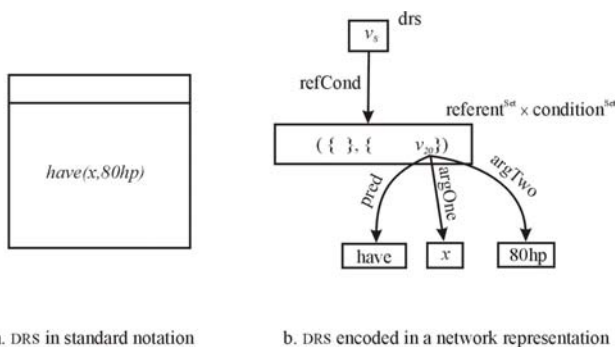 have(x,80hp)
a. DRS in standard notation
v₅ drs
refCond
referentˢᵉᵗ × conditionˢᵉᵗ
({ }, { v₂₀})
pred
argOne
argTwo
have
x
80hp
b. DRS encoded in a network representation